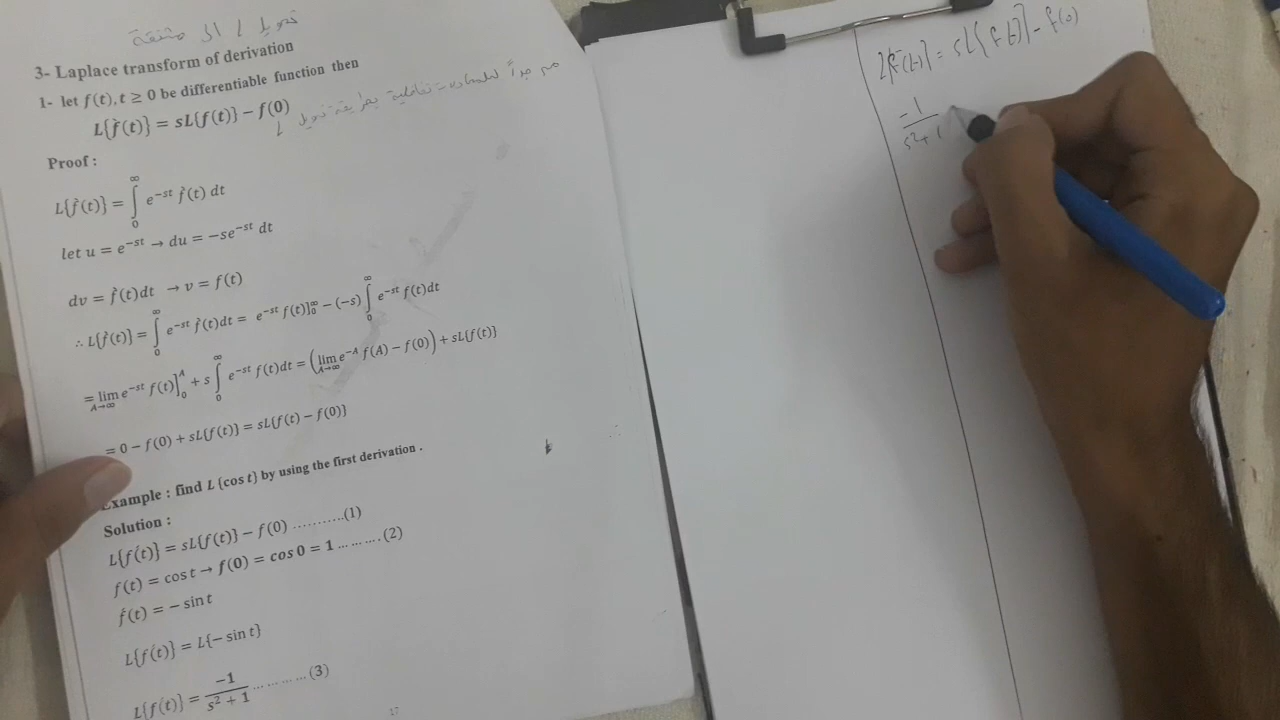 تحويل L الى مشتقة
3- Laplace transform of derivation
1- let f(t), t ≥ 0 be differentiable function then
L{f́(t)} = sL{f(t)} − f(0)
Proof :
L{f́(t)} = ∫₀^∞ e^{−st} f́(t) dt
let u = e^{−st} → du = −se^{−st} dt
dv = f́(t)dt → v = f(t)
∴ L{f́(t)} = ∫₀^∞ e^{−st} f́(t)dt = e^{−st} f(t)]₀^∞ − (−s) ∫₀^∞ e^{−st} f(t)dt
= lim_{A→∞} e^{−st} f(t)]₀^A + s ∫₀^∞ e^{−st} f(t)dt = (lim_{A→∞} e^{−A} f(A) − f(0)) + sL{f(t)}
= 0 − f(0) + sL{f(t)} = sL{f(t) − f(0)}
Example : find L {cos t} by using the first derivation .
Solution :
L{f́(t)} = sL{f(t)} − f(0) ...........(1)
f(t) = cos t → f(0) = cos 0 = 1 ... ... ... (2)
f́(t) = − sin t
L{f́(t)} = L{− sin t}
L{f́(t)} = −1/(s² + 1) ... ... ... ... (3)
17
L{f́(t)} = sL{f(t)} − f(0)
−1/(s²+1